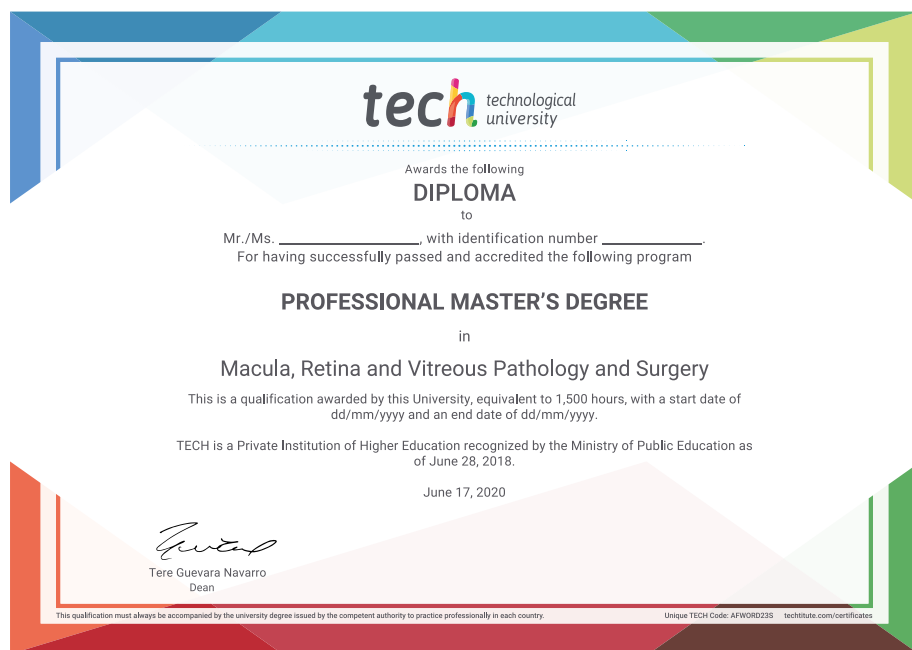 tech technological
university
Awards the following
DIPLOMA
to
Mr./Ms. ____________________, with identification number ______________.
For having successfully passed and accredited the following program
PROFESSIONAL MASTER'S DEGREE
in
Macula, Retina and Vitreous Pathology and Surgery
This is a qualification awarded by this University, equivalent to 1,500 hours, with a start date of
dd/mm/yyyy and an end date of dd/mm/yyyy.
TECH is a Private Institution of Higher Education recognized by the Ministry of Public Education as
of June 28, 2018.
June 17, 2020
Tere Guevara Navarro
Dean
This qualification must always be accompanied by the university degree issued by the competent authority to practice professionally in each country.
Unique TECH Code: AFWORD23S techtitute.com/certificates